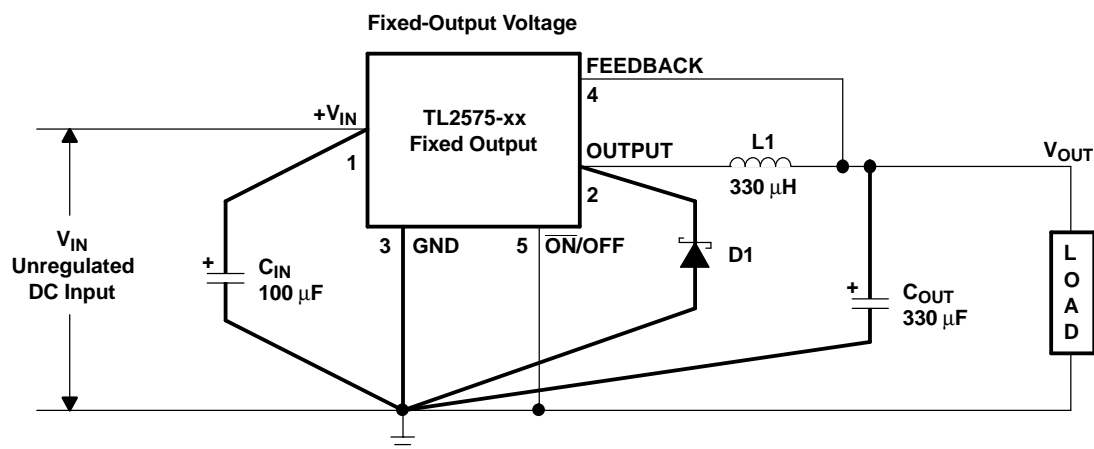 Fixed-Output Voltage
FEEDBACK
4
+VIN
TL2575-xx
Fixed Output
1
OUTPUT
2
L1
330 μH
VOUT
3 GND
5 ON/OFF
D1
VIN
Unregulated
DC Input
+
CIN
100 μF
+
COUT
330 μF
L
O
A
D